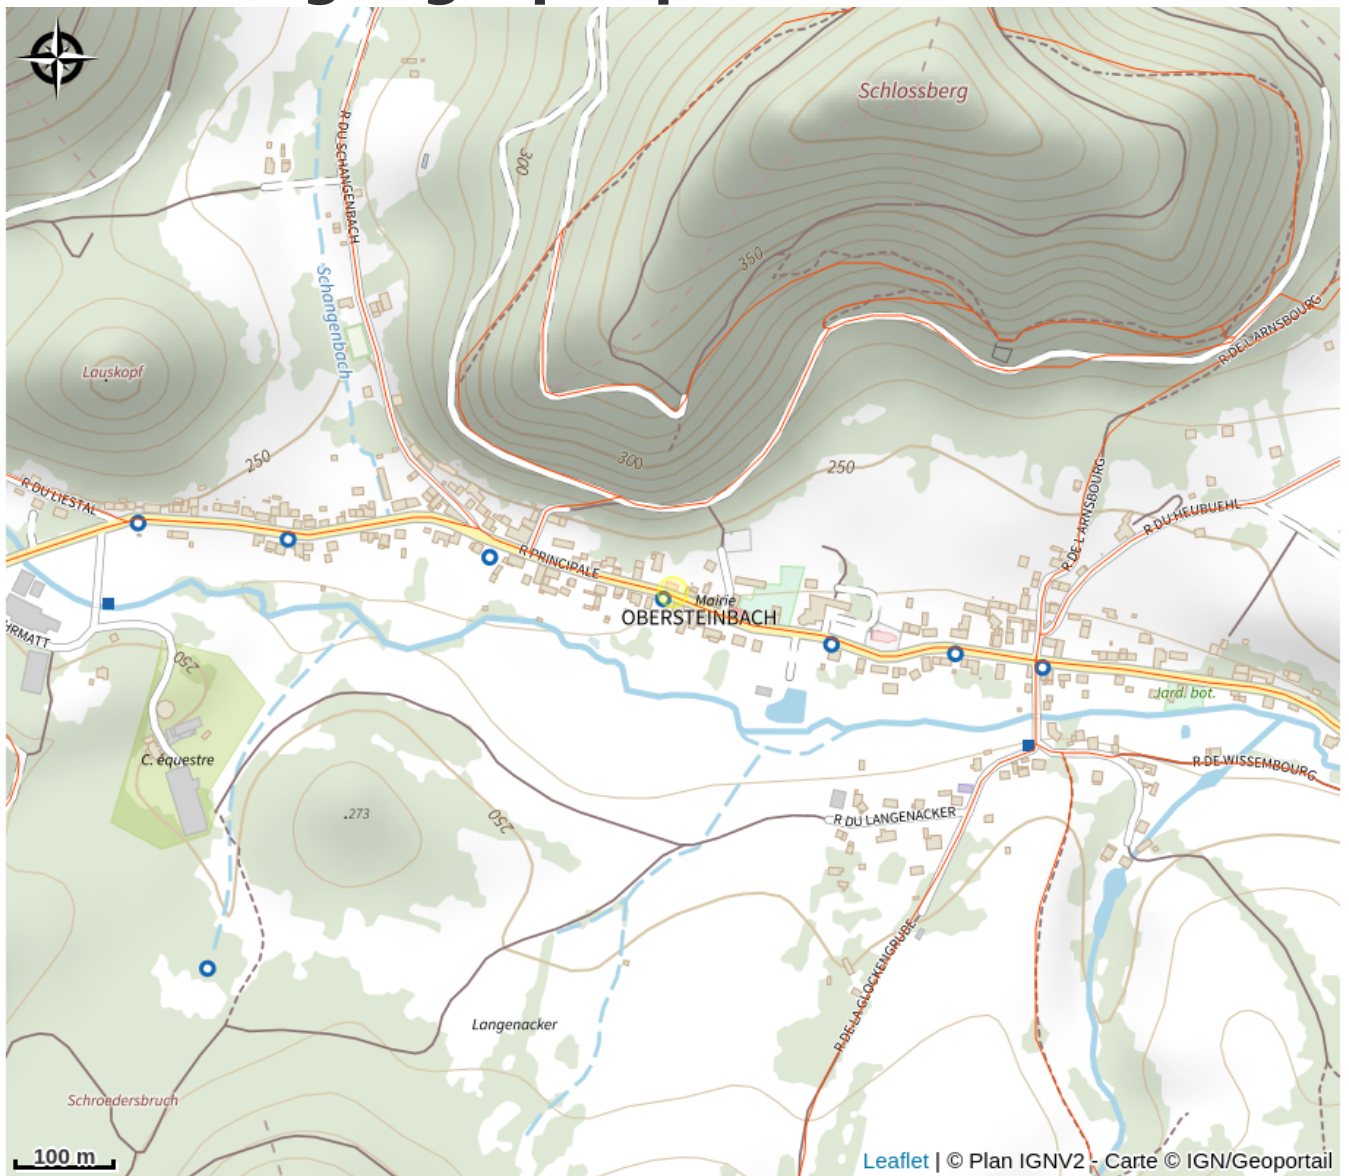 Schlossberg
R DU SCHANGENBACH
300
350
Schangenbach
R DE L'ARNSBOURG
Lauskopf
250
300
250
R DE L'ARNSBOURG
R DU LIESTAL
R DU HEUBUEHL
R PRINCIPALE
Mairie
OBERSTEINBACH
HRMATT
250
Jard. bot.
C. équestre
R DE WISSEMBOURG
273
250
R DU LANGENACKER
R DE LA GLOCKENGRUBE
Langenacker
Schroedersbruch
100 m
Leaflet | © Plan IGNV2 - Carte © IGN/Geoportail